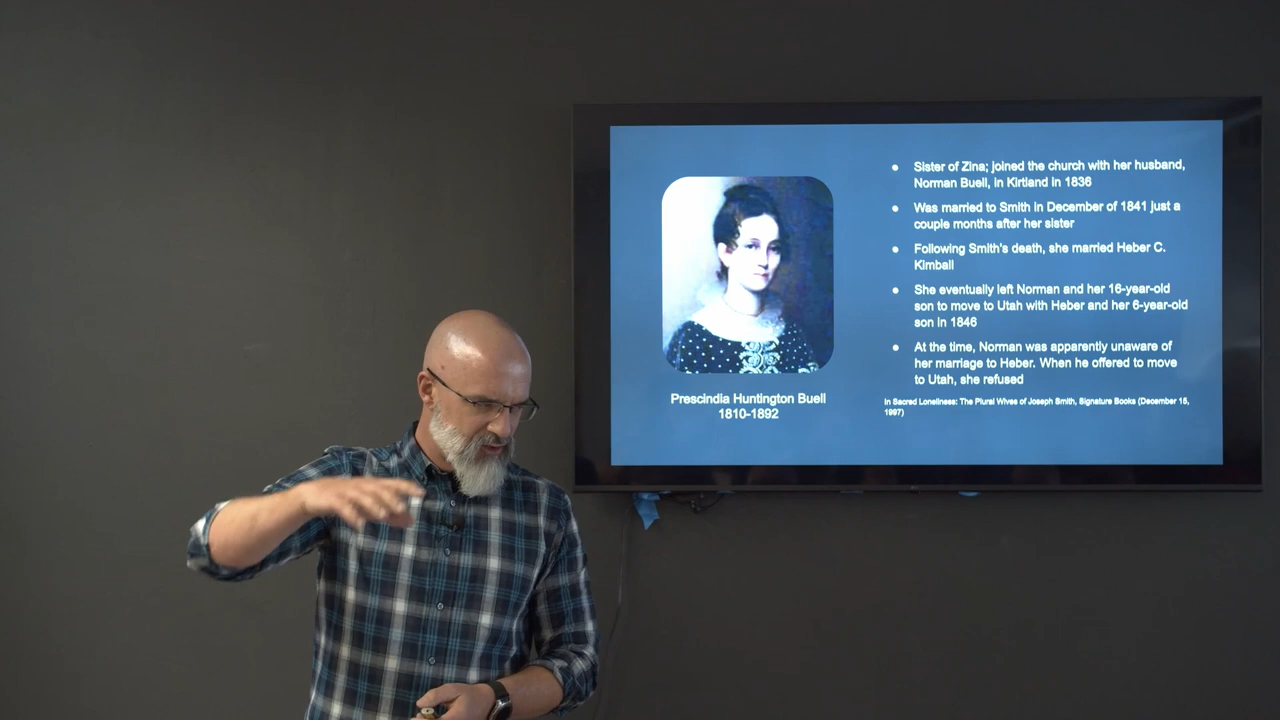 Sister of Zina; joined the church with her husband,
Norman Buell, in Kirtland in 1836
Was married to Smith in December of 1841 just a
couple months after her sister
Following Smith's death, she married Heber C.
Kimball
She eventually left Norman and her 16-year-old
son to move to Utah with Heber and her 6-year-old
son in 1846
At the time, Norman was apparently unaware of
her marriage to Heber. When he offered to move
to Utah, she refused
In Sacred Loneliness: The Plural Wives of Joseph Smith, Signature Books (December 15,
1997)
Prescindia Huntington Buell
1810-1892